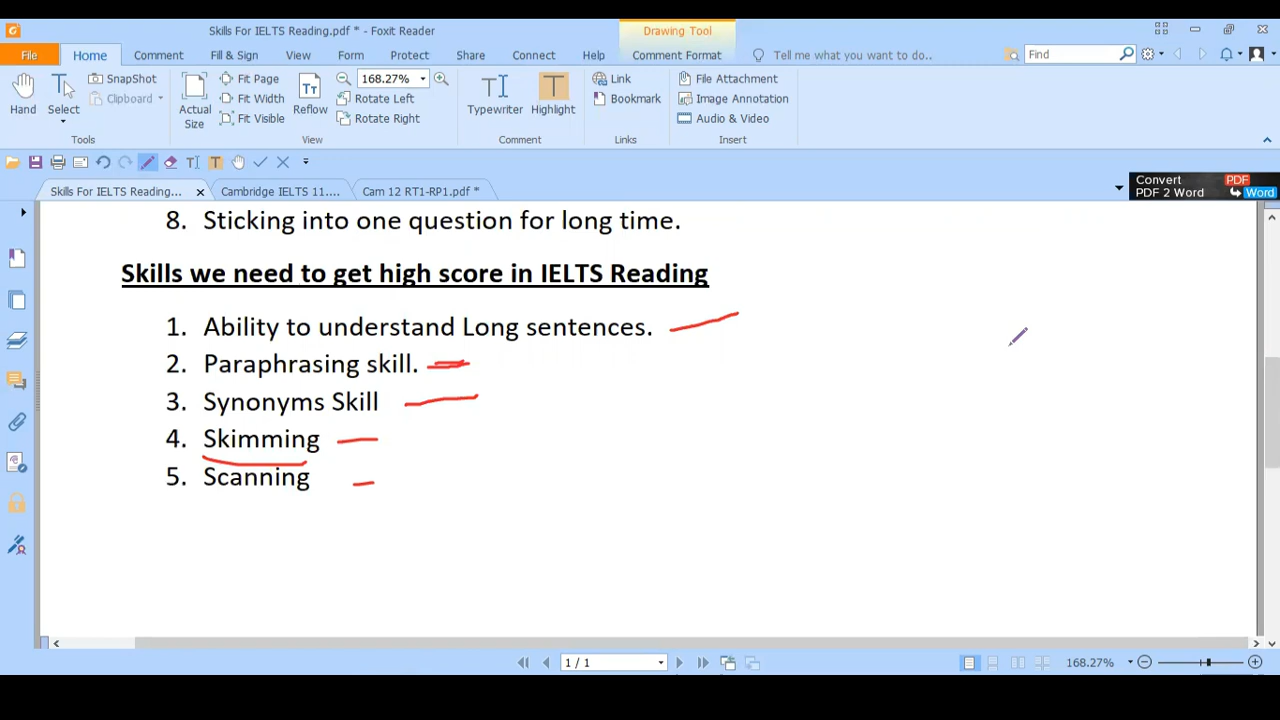 Skills For IELTS Reading.pdf * - Foxit Reader
Drawing Tool
File Home Comment Fill & Sign View Form Protect Share Connect Help Comment Format Tell me what you want to do.. Find
SnapShot Fit Page 168.27% Rotate Left Link File Attachment
Clipboard Fit Width Rotate Left Bookmark Image Annotation
Hand Select Actual Size Fit Visible Reflow Rotate Right Typewriter Highlight Audio & Video
Tools View Comment Links Insert
Skills For IELTS Reading... Cambridge IELTS 11.... Cam 12 RT1-RP1.pdf *
Convert PDF
PDF 2 Word Word
8. Sticking into one question for long time.
Skills we need to get high score in IELTS Reading
1. Ability to understand Long sentences.
2. Paraphrasing skill.
3. Synonyms Skill
4. Skimming
5. Scanning
1 / 1 168.27%